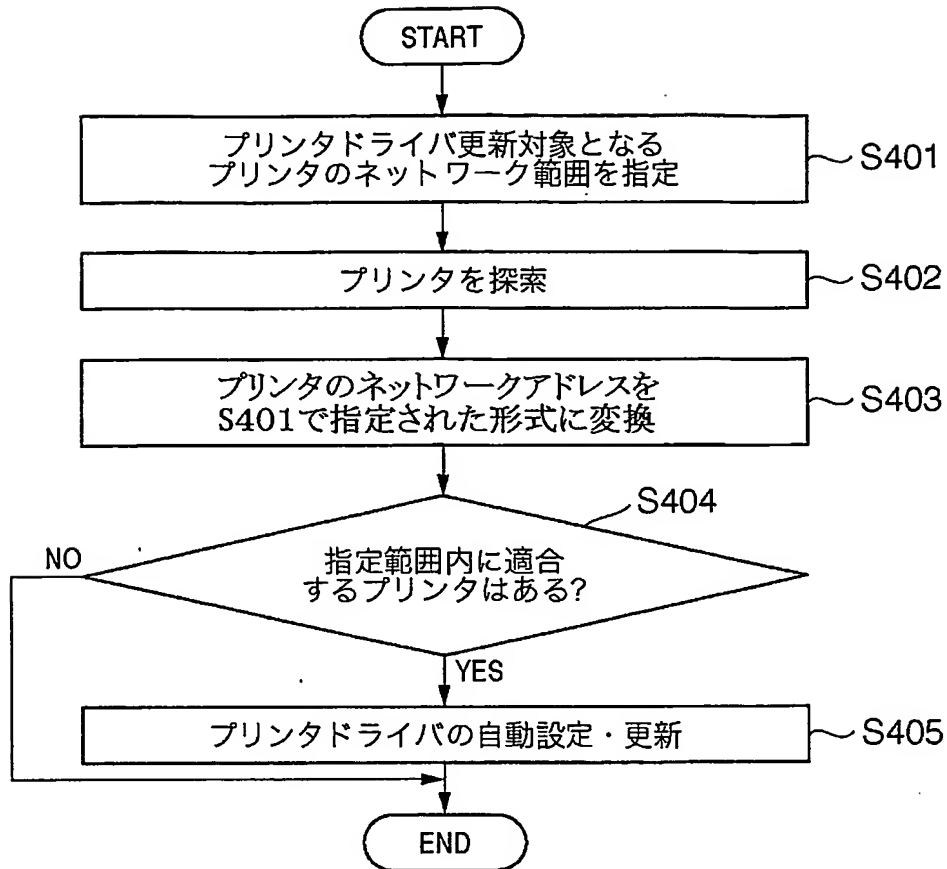 START
プリンタドライバ更新対象となる
プリンタのネットワーク範囲を指定
S401
プリンタを探索
S402
プリンタのネットワークアドレスを
S401で指定された形式に変換
S403
S404
NO
指定範囲内に適合
するプリンタはある?
YES
プリンタドライバの自動設定・更新
S405
END